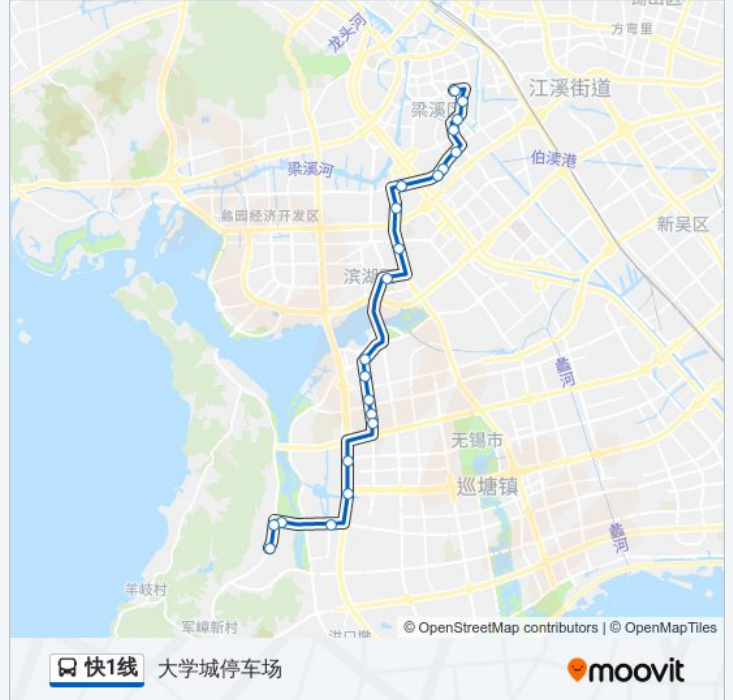 龙头河
方弯里
江溪街道
梁溪区
伯渎港
梁溪河
蠡园经济开发区
新吴区
滨湖区
蠡河
无锡市
巡塘镇
蠡河
羊岐村
军嶂新村
© OpenStreetMap contributors | © OpenMapTiles
快1线 大学城停车场
moovit